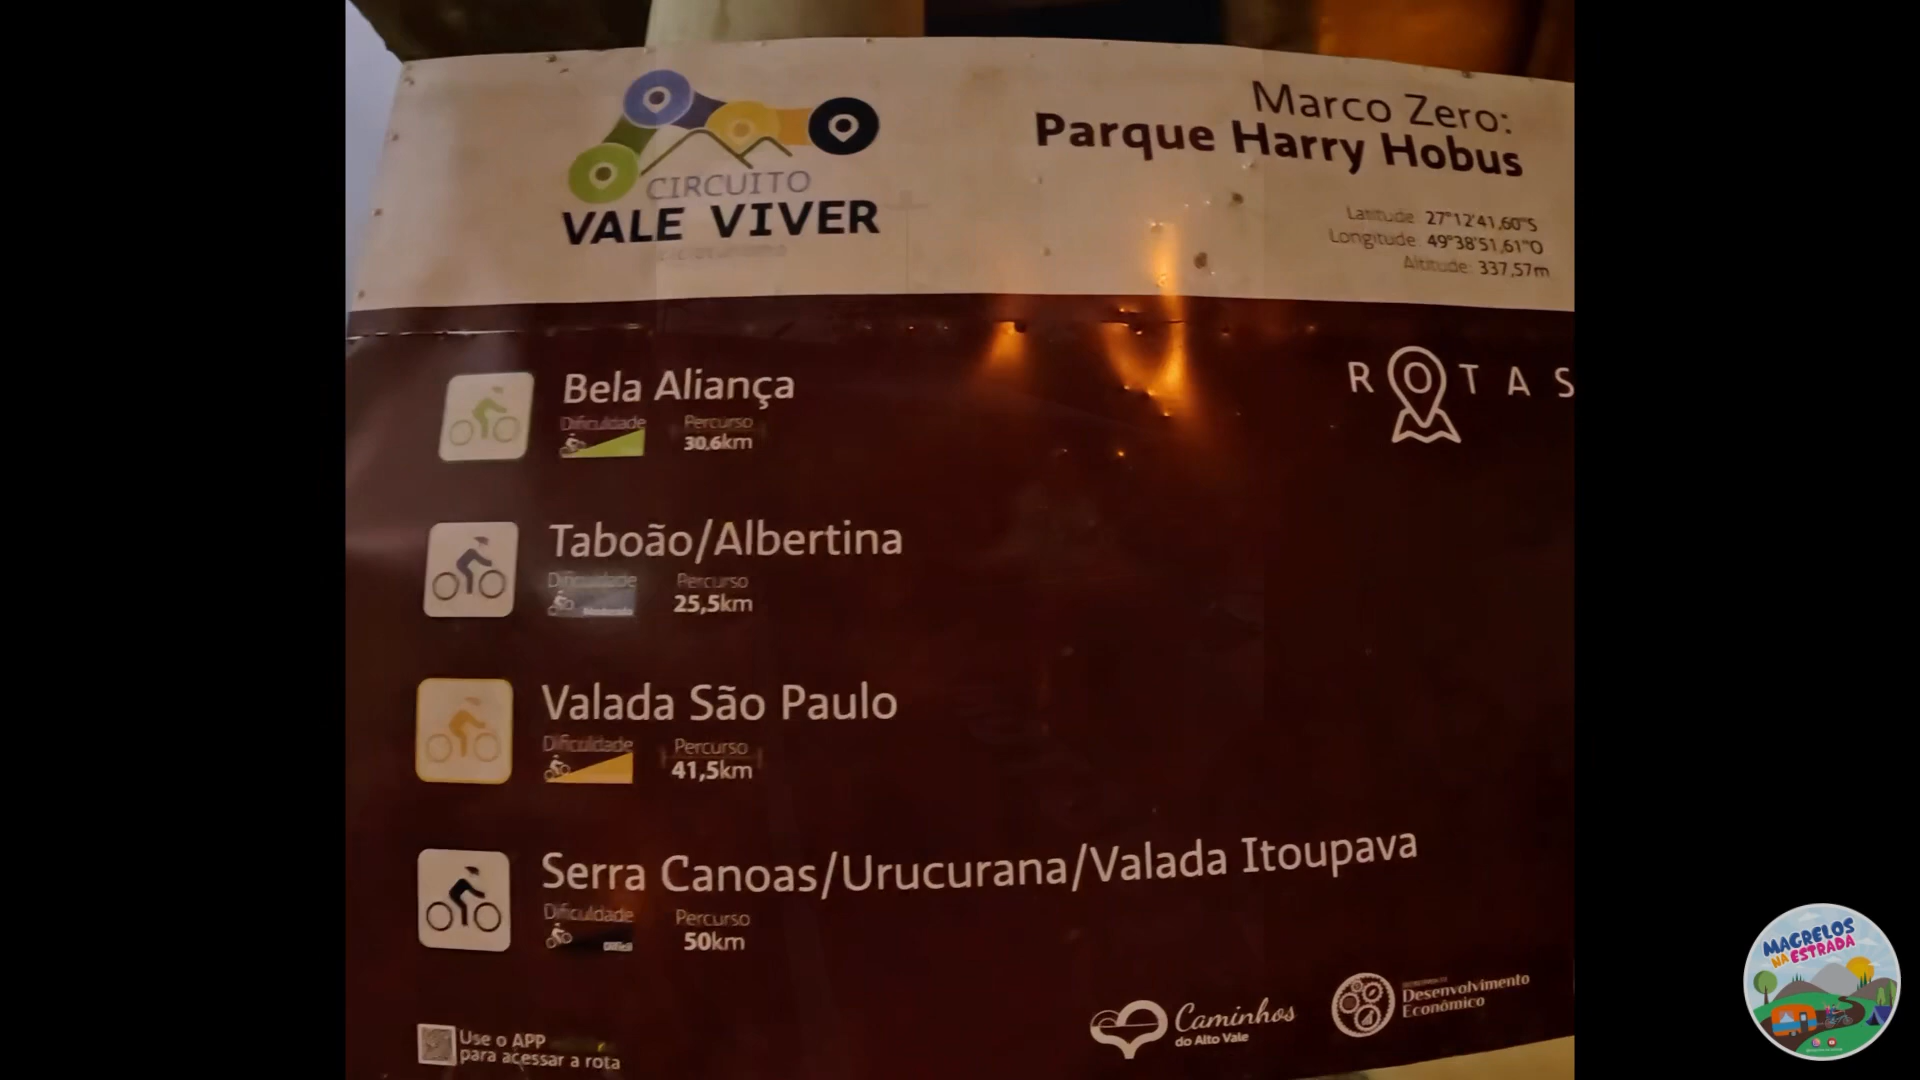 CIRCUITO
VALE VIVER
Marco Zero:
Parque Harry Hobus
Latitude: 27°12'41,60"S
Longitude: 49°38'51,61"O
Altitude: 337,57m
ROTAS
Bela Aliança
Dificuldade
Percurso
30,6km
Taboão/Albertina
Dificuldade
Percurso
25,5km
Valada São Paulo
Dificuldade
Percurso
41,5km
Serra Canoas/Urucurana/Valada Itoupava
Dificuldade
Difícil
Percurso
50km
Use o APP
para acessar a rota
Caminhos
do Alto Vale
Desenvolvimento
Econômico
MAGRELOS
NA ESTRADA